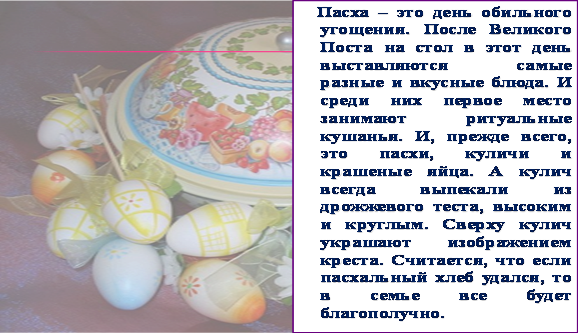 Пасха – это день обильного
угощения. После Великого
Поста на стол в этот день
выставляются самые
разные и вкусные блюда. И
среди них первое место
занимают ритуальные
кушанья. И, прежде всего,
это пасхи, куличи и
крашеные яйца. А кулич
всегда выпекали из
дрожжевого теста, высоким
и круглым. Сверху кулич
украшают изображением
креста. Считается, что если
пасхальный хлеб удался, то
в семье все будет
благополучно.